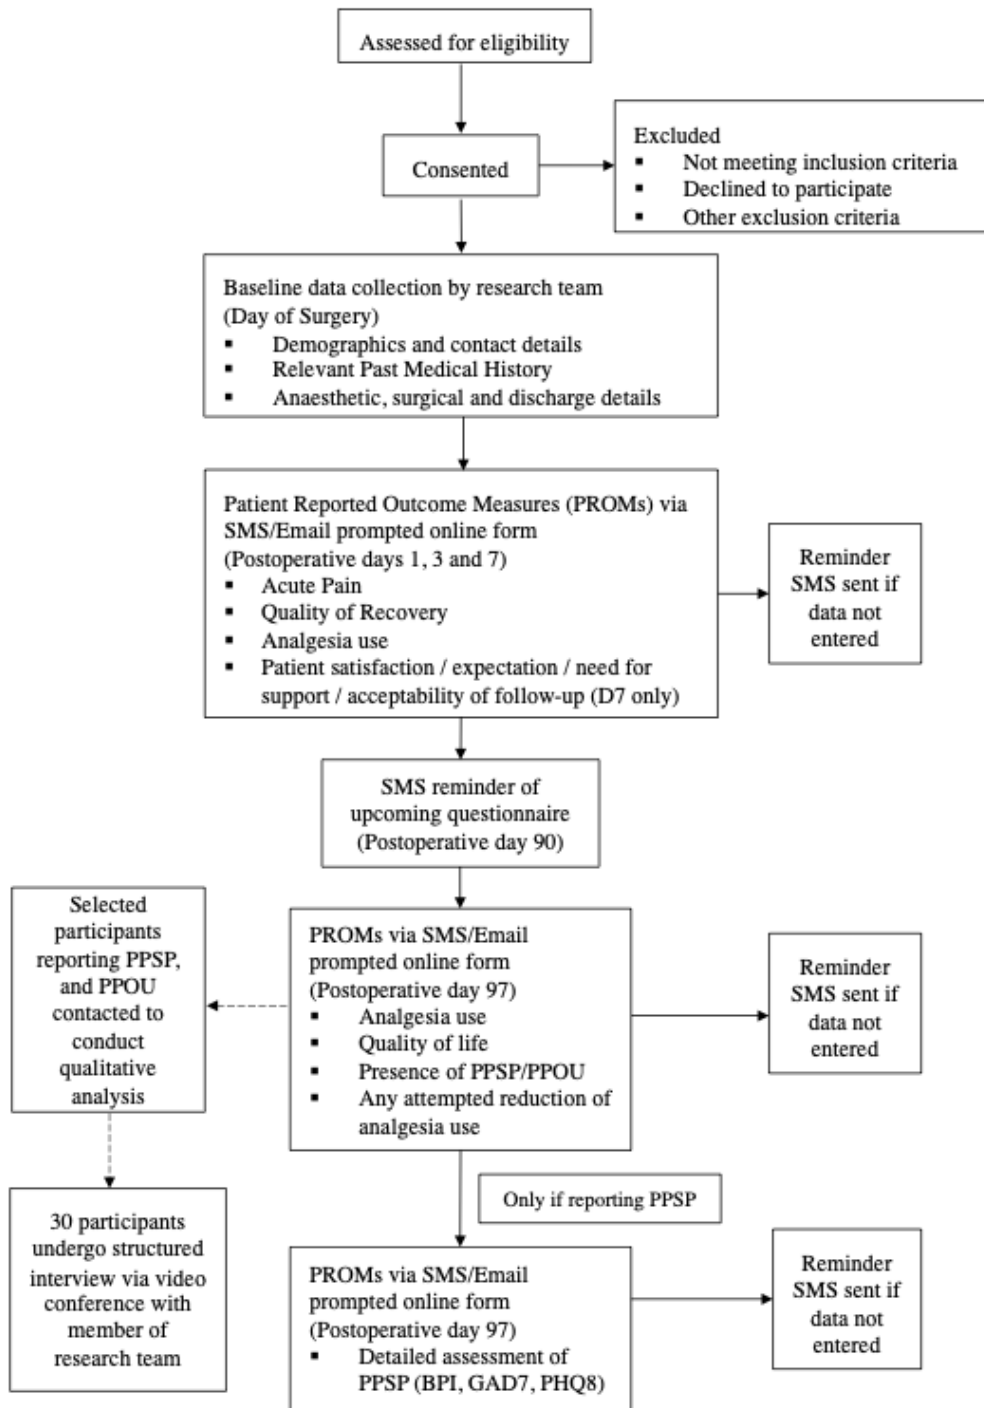 Assessed for eligibility
Consented
Excluded
▪ Not meeting inclusion criteria
▪ Declined to participate
▪ Other exclusion criteria
Baseline data collection by research team
(Day of Surgery)
▪ Demographics and contact details
▪ Relevant Past Medical History
▪ Anaesthetic, surgical and discharge details
Patient Reported Outcome Measures (PROMs) via
SMS/Email prompted online form
(Postoperative days 1, 3 and 7)
▪ Acute Pain
▪ Quality of Recovery
▪ Analgesia use
▪ Patient satisfaction / expectation / need for
support / acceptability of follow-up (D7 only)
Reminder
SMS sent if
data not
entered
SMS reminder of
upcoming questionnaire
(Postoperative day 90)
Selected
participants
reporting PPSP,
and PPOU
contacted to
conduct
qualitative
analysis
PROMs via SMS/Email
prompted online form
(Postoperative day 97)
▪ Analgesia use
▪ Quality of life
▪ Presence of PPSP/PPOU
▪ Any attempted reduction of
analgesia use
Reminder
SMS sent if
data not
entered
Only if reporting PPSP
30 participants
undergo structured
interview via video
conference with
member of
research team
PROMs via SMS/Email
prompted online form
(Postoperative day 97)
▪ Detailed assessment of
PPSP (BPI, GAD7, PHQ8)
Reminder
SMS sent if
data not
entered